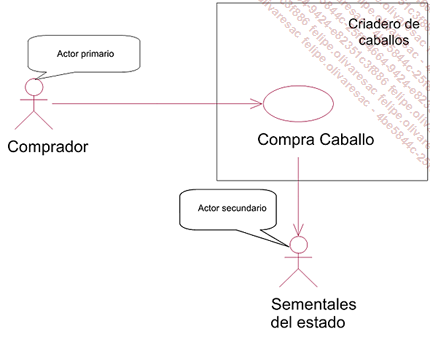 Actor primario
Criadero de
caballos
Comprador
Compra Caballo
Actor secundario
Sementales
del estado